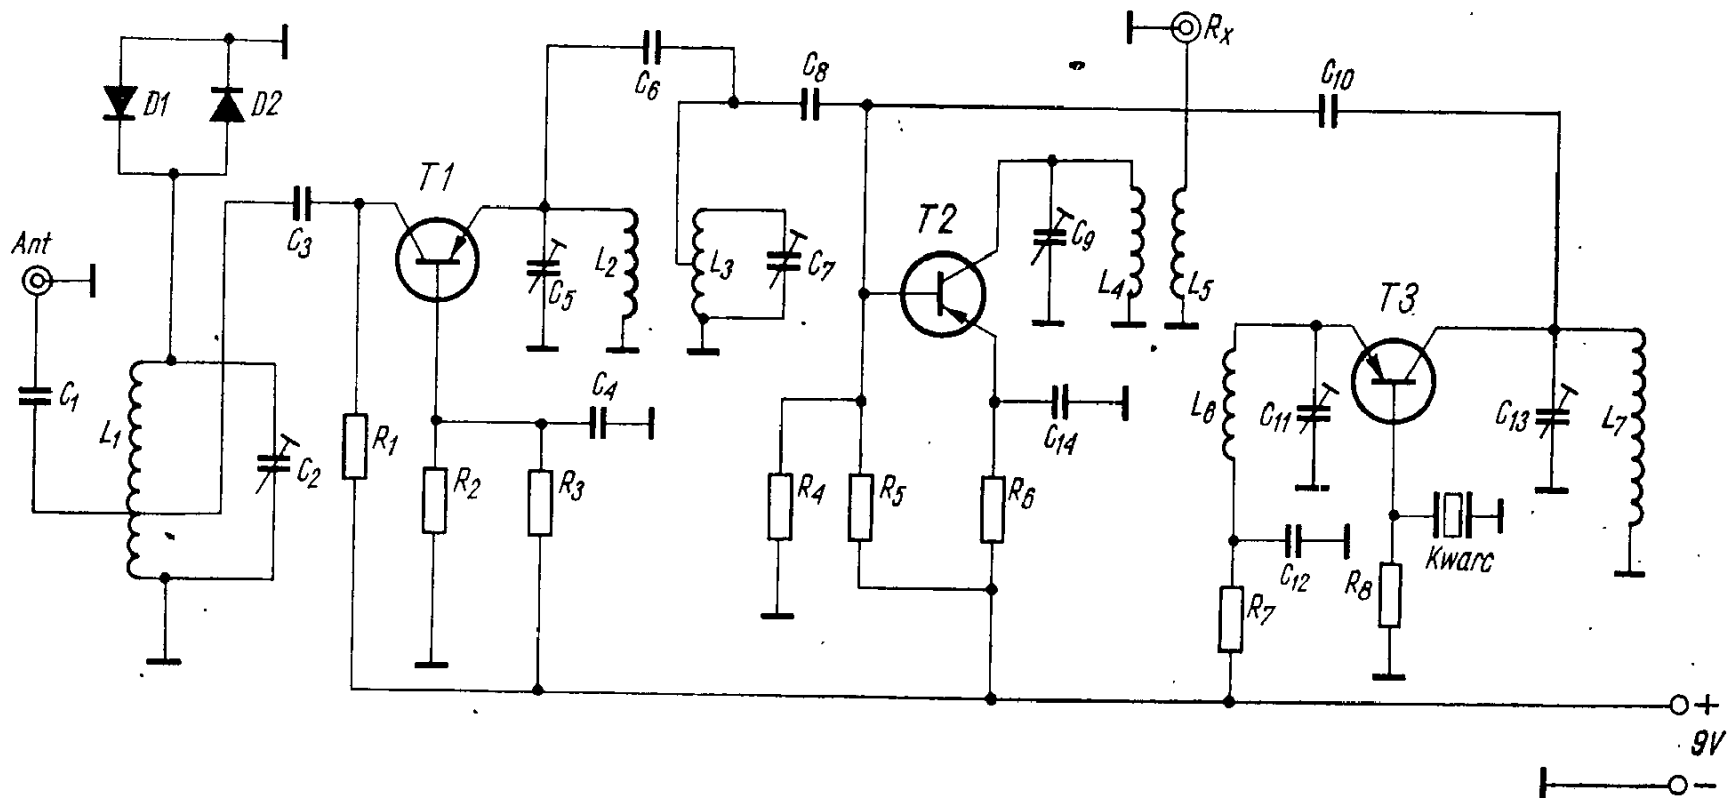 Ant
C1
D1
D2
L1
C2
C3
R1
T1
R2
R3
C4
C5
L2
C6
L3
C7
C8
T2
R4
R5
R6
C14
C9
L4
L5
Rx
C10
L6
C11
T3
C12
R7
R8
Kwarc
C13
L7
+
9V
−